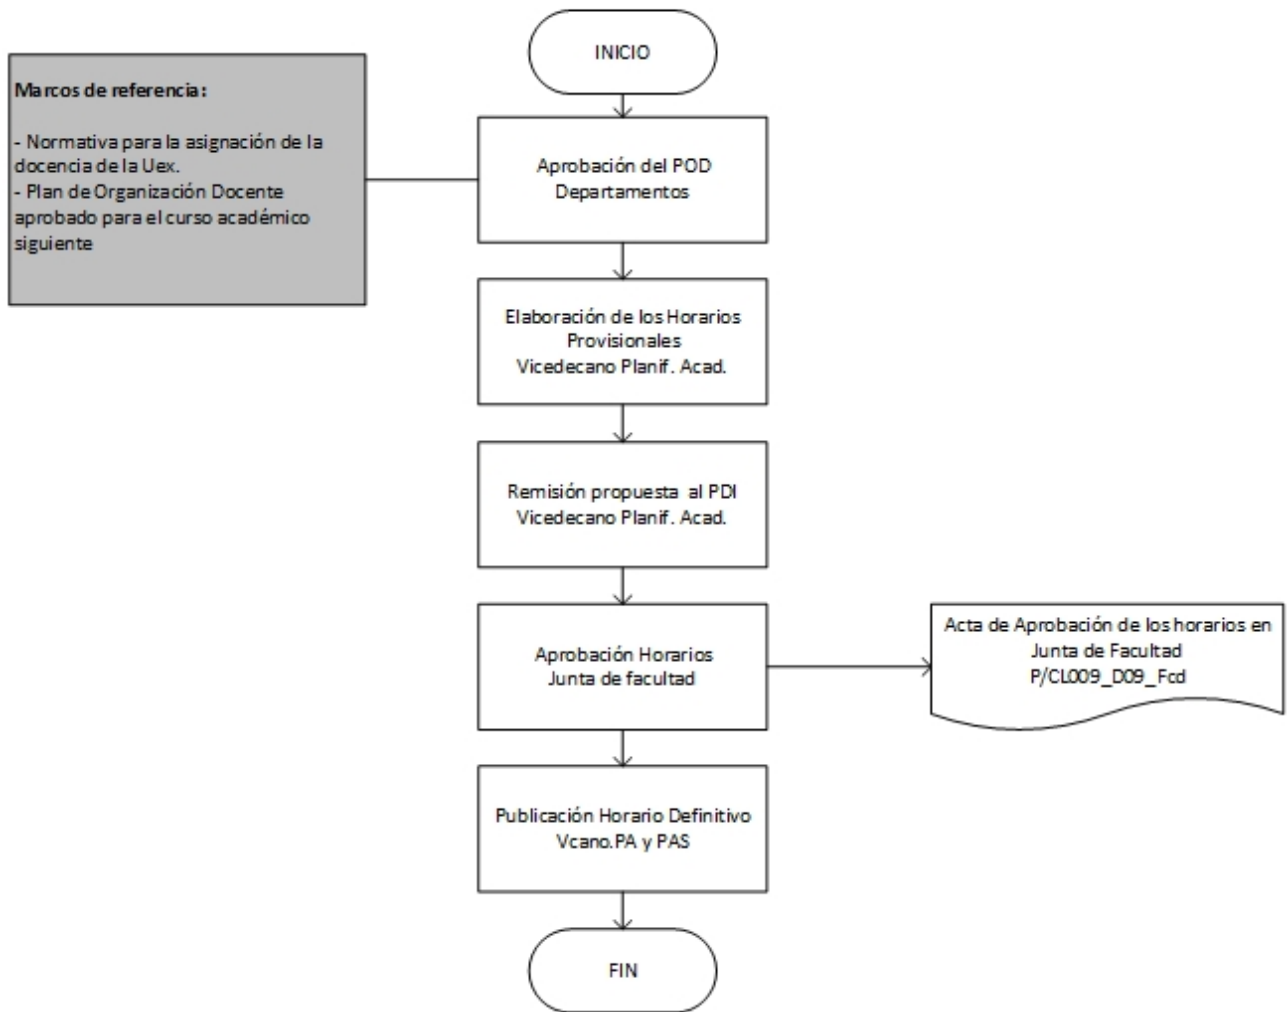 INICIO
Marcos de referencia:
- Normativa para la asignación de la
docencia de la Uex.
- Plan de Organización Docente
aprobado para el curso académico
siguiente
Aprobación del POD
Departamentos
Elaboración de los Horarios
Provisionales
Vicedecano Planif. Acad.
Remisión propuesta al PDI
Vicedecano Planif. Acad.
Aprobación Horarios
Junta de facultad
Acta de Aprobación de los horarios en
Junta de Facultad
P/CL009_D09_Fcd
Publicación Horario Definitivo
Vcano.PA y PAS
FIN